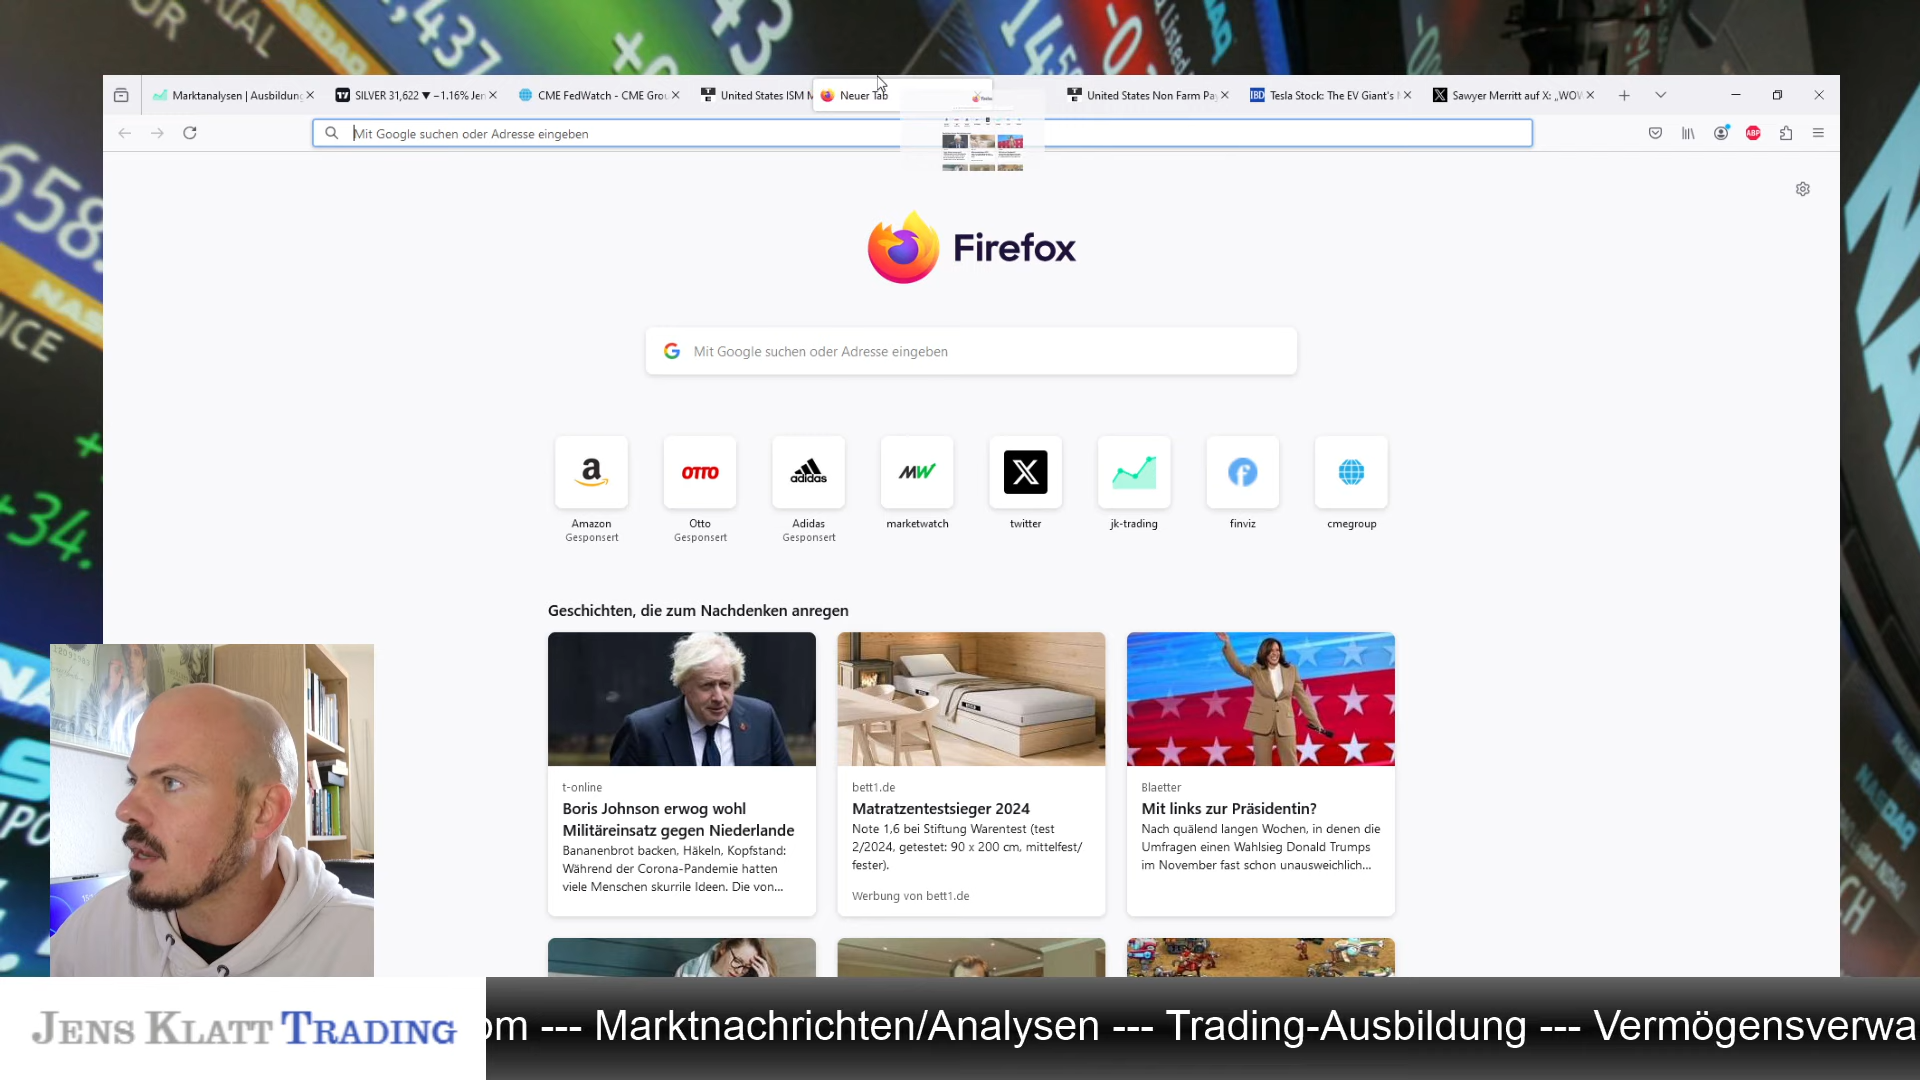 Marktanalysen | Ausbildung
SILVER 31,622 ▼ −1.16% Jen
CME FedWatch - CME Grou
United States ISM M
Neuer Tab
United States Non Farm Pa
Tesla Stock: The EV Giant's
Sawyer Merritt auf X: „WOW
Mit Google suchen oder Adresse eingeben
ABP
Firefox
Mit Google suchen oder Adresse eingeben
OTTO
adidas
MW
Amazon
Gesponsert
Otto
Gesponsert
Adidas
Gesponsert
marketwatch
twitter
jk-trading
finviz
cmegroup
Geschichten, die zum Nachdenken anregen
t-online
Boris Johnson erwog wohl
Militäreinsatz gegen Niederlande
Bananenbrot backen, Häkeln, Kopfstand:
Während der Corona-Pandemie hatten
viele Menschen skurrile Ideen. Die von...
bett1.de
Matratzentestsieger 2024
Note 1,6 bei Stiftung Warentest (test
2/2024, getestet: 90 x 200 cm, mittelfest/
fester).
Werbung von bett1.de
Blaetter
Mit links zur Präsidentin?
Nach quälend langen Wochen, in denen die
Umfragen einen Wahlsieg Donald Trumps
im November fast schon unausweichlich...
JENS KLATT TRADING
om --- Marktnachrichten/Analysen --- Trading-Ausbildung --- Vermögensverwa